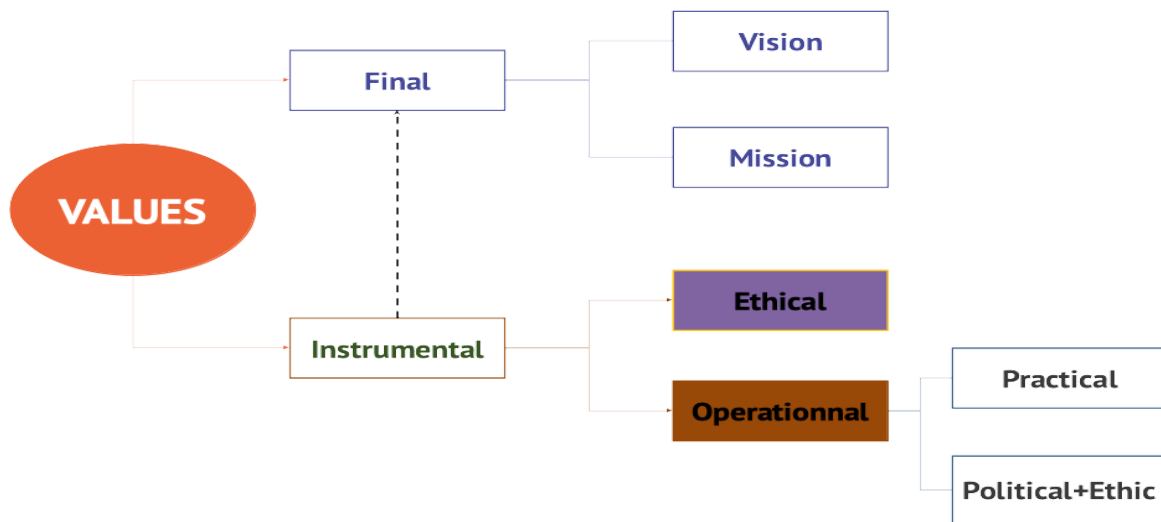 Vision
Final
Mission
VALUES
Ethical
Instrumental
Practical
Operationnal
Political+Ethic